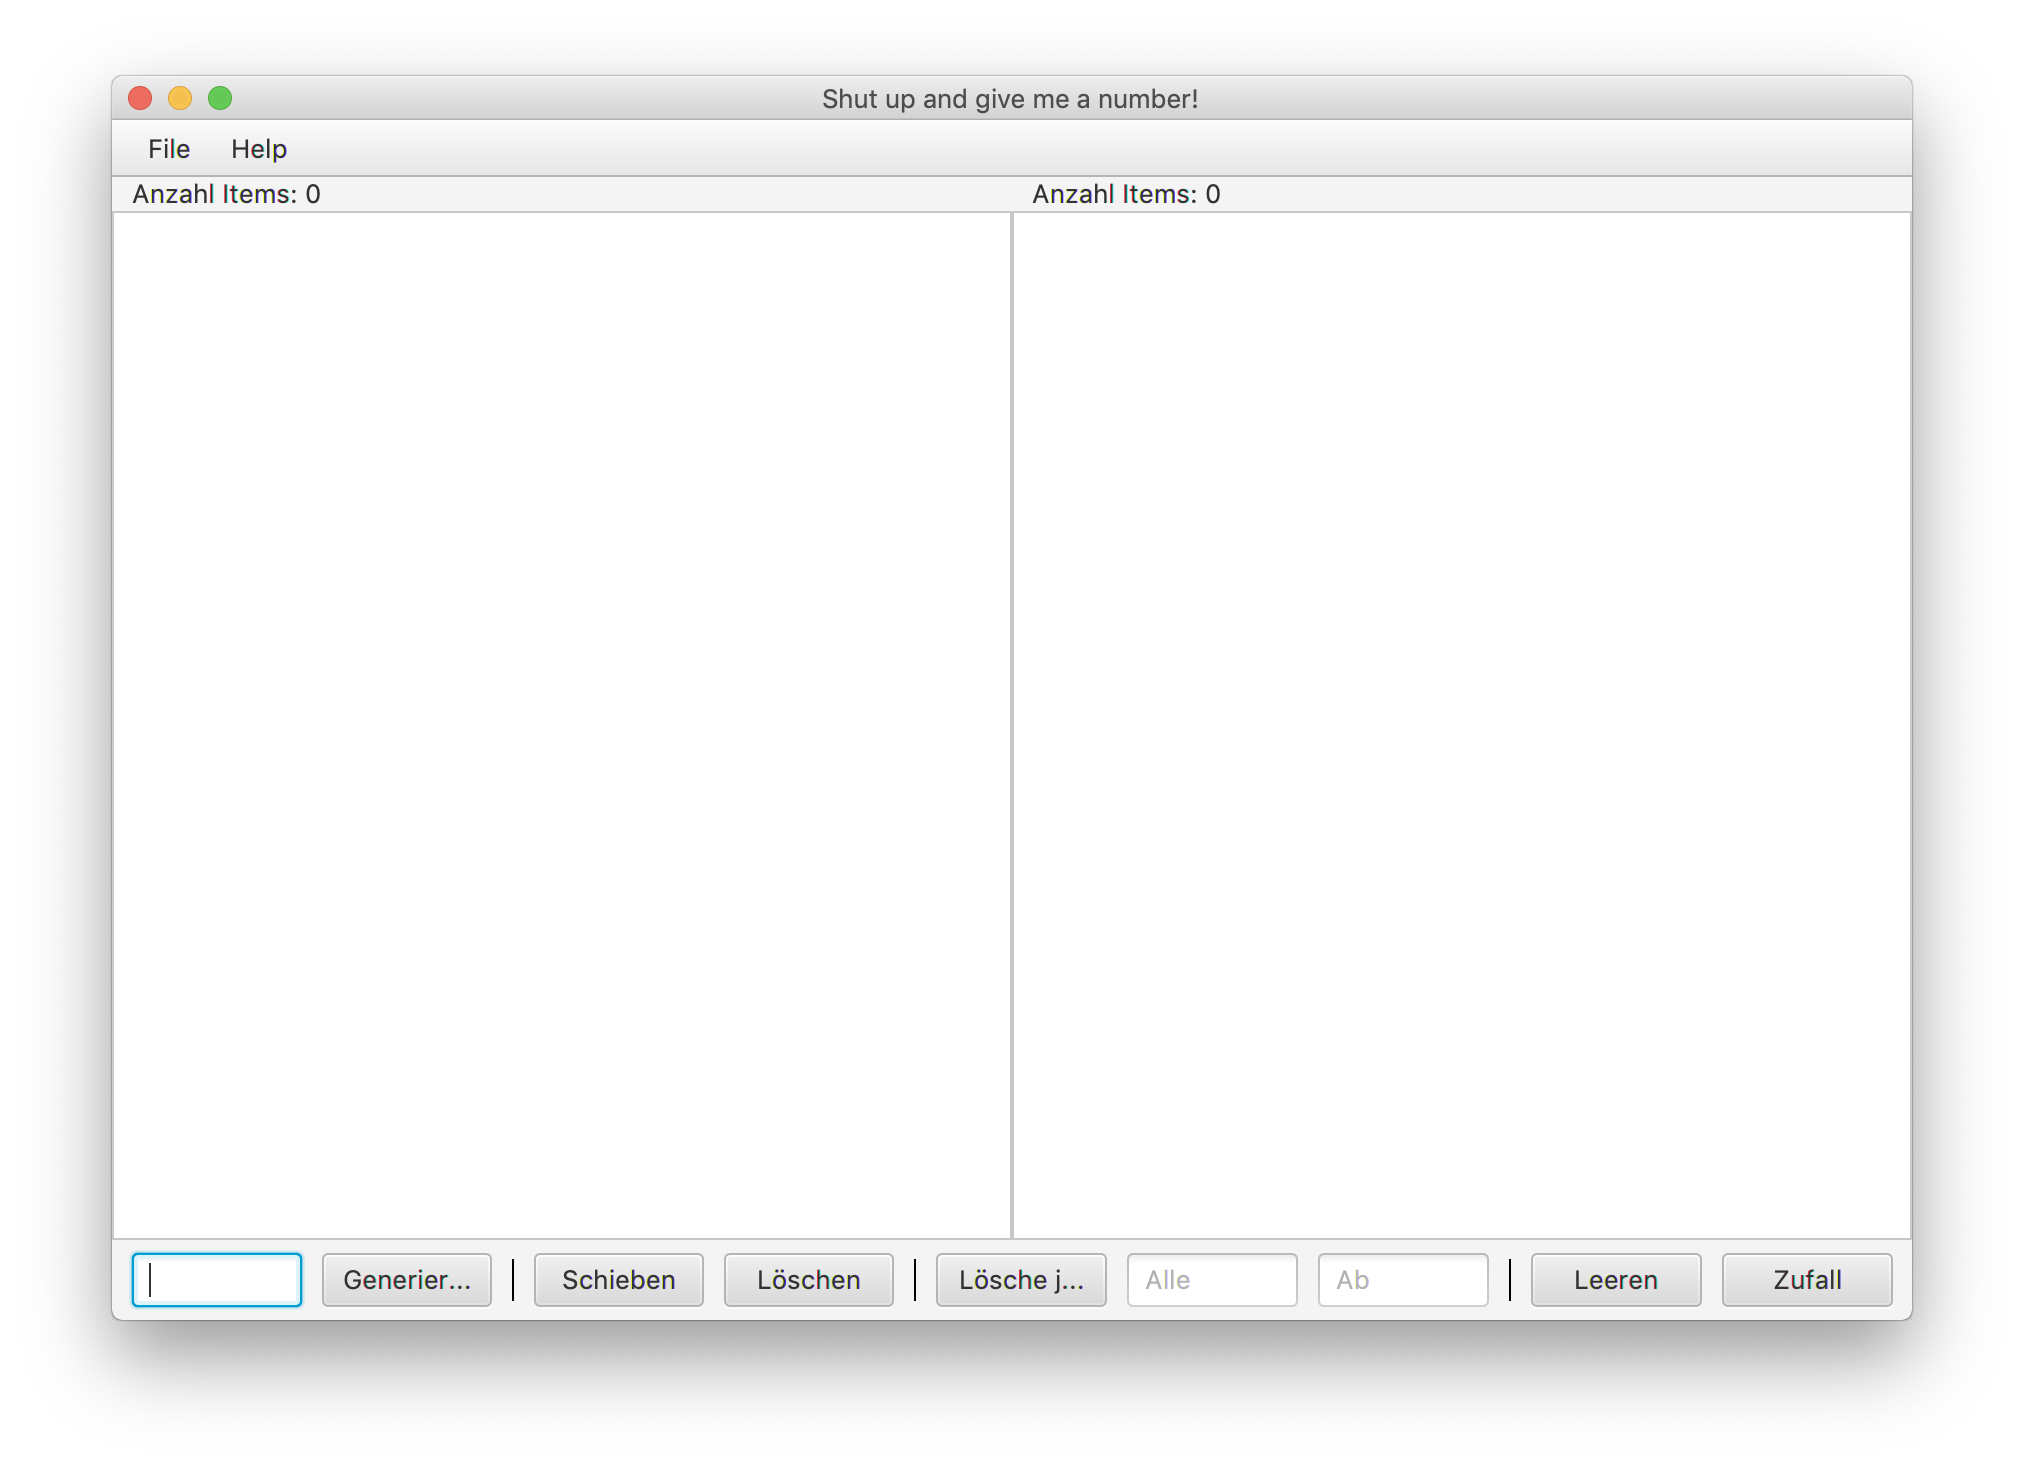 Shut up and give me a number!
File Help
Anzahl Items: 0 Anzahl Items: 0
Generier... Schieben Löschen Lösche j... Alle Ab Leeren Zufall